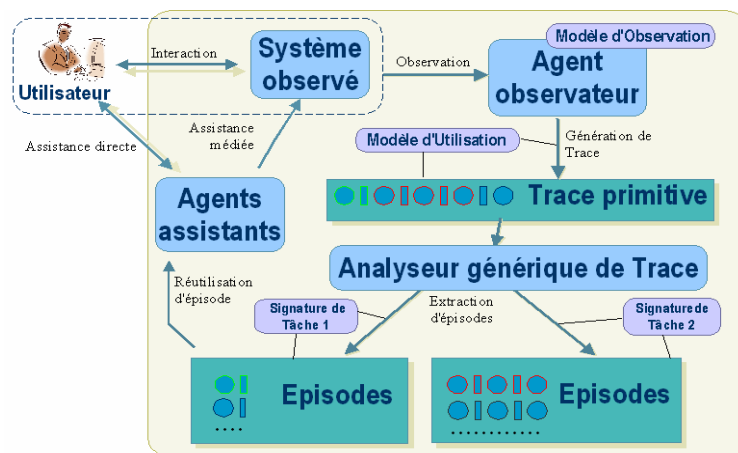 Modèle d'Observation
Système
observé
Interaction
Observation
Agent
observateur
Utilisateur
Assistance
médiée
Assistance directe
Modèle d'Utilisation
Génération de
Trace
Trace primitive
Agents
assistants
Analyseur générique de Trace
Réutilisation
d'épisode
Signature de
Tâche 1
Extraction
d'épisodes
Signature de
Tâche 2
Episodes
Episodes
....
............